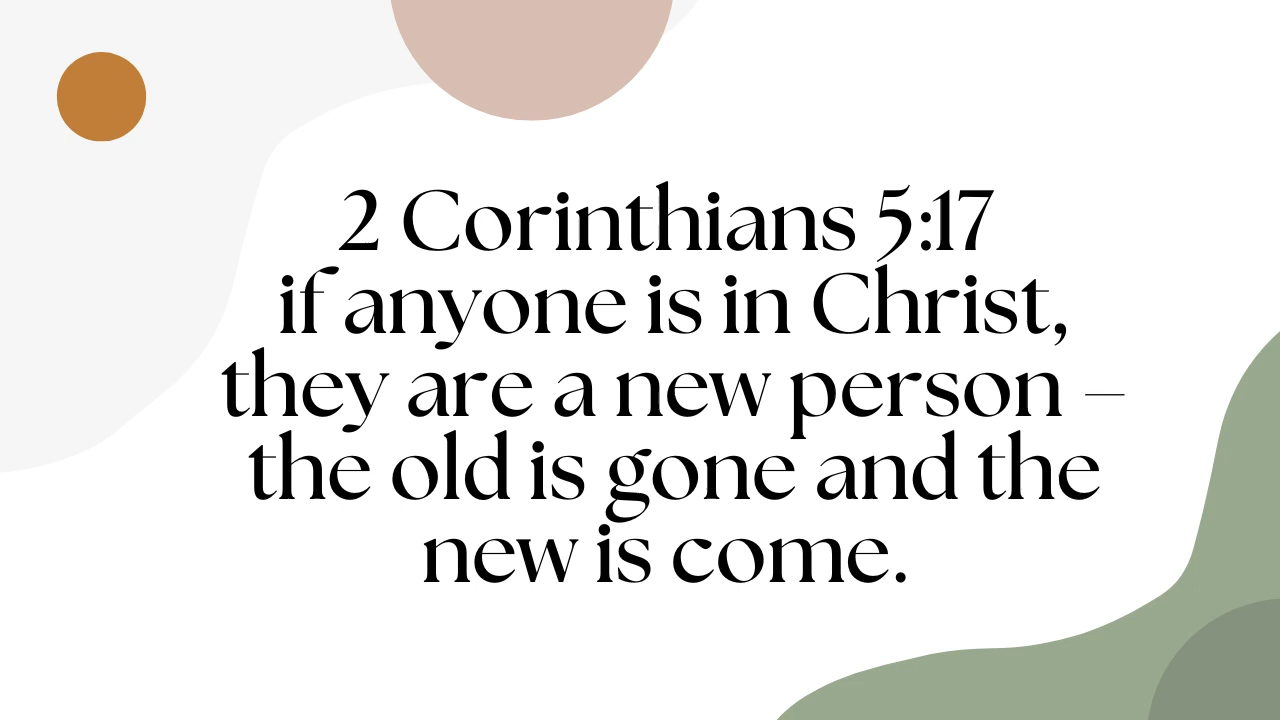 2 Corinthians 5:17
if anyone is in Christ,
they are a new person –
the old is gone and the
new is come.